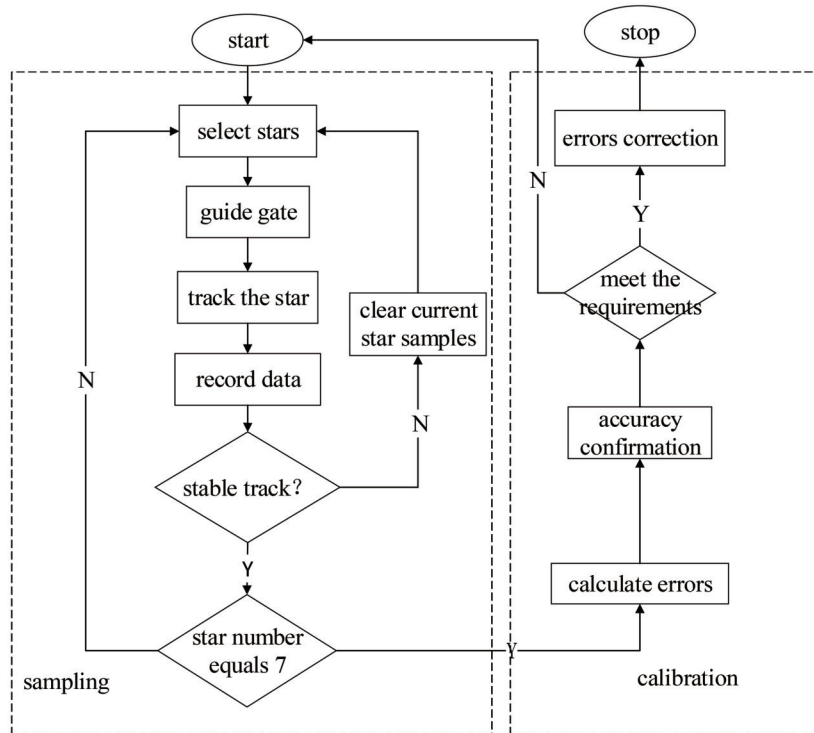 start
select stars
guide gate
track the star
record data
clear current
star samples
N
N
stable track?
Y
star number
equals 7
sampling
Y
stop
errors correction
N
Y
meet the
requirements
accuracy
confirmation
calculate errors
calibration